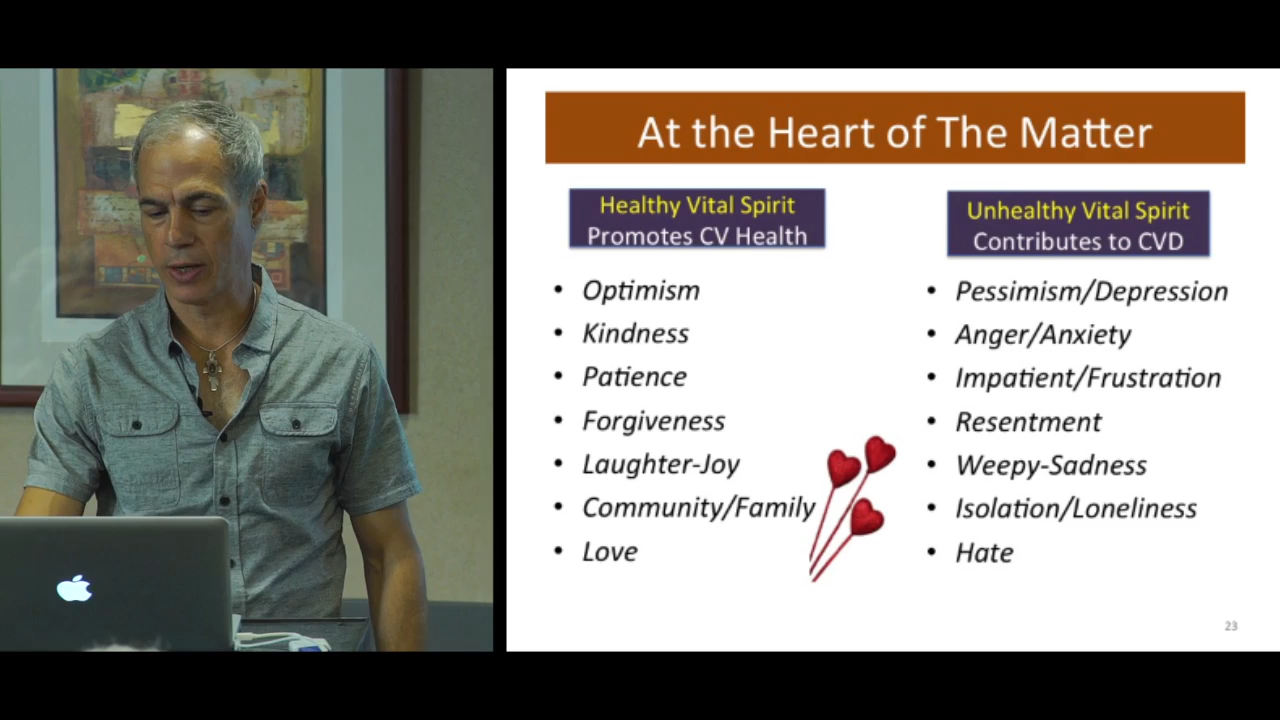 At the Heart of The Matter
Healthy Vital Spirit
Promotes CV Health
• Optimism
• Kindness
• Patience
• Forgiveness
• Laughter-Joy
• Community/Family
• Love
Unhealthy Vital Spirit
Contributes to CVD
• Pessimism/Depression
• Anger/Anxiety
• Impatient/Frustration
• Resentment
• Weepy-Sadness
• Isolation/Loneliness
• Hate
23